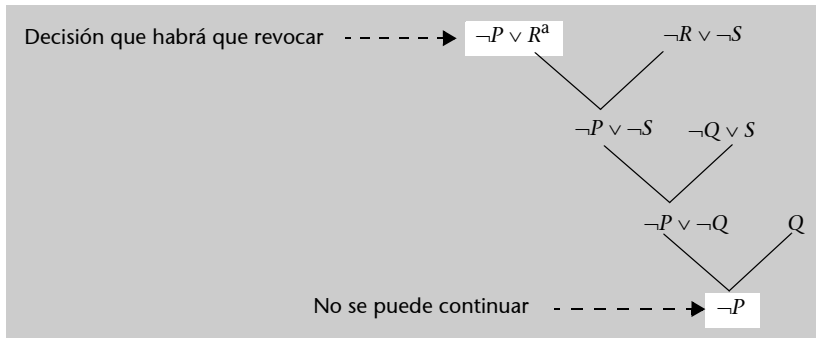 Decisión que habrá que revocar ¬P ∨ Rª ¬R ∨ ¬S
¬P ∨ ¬S ¬Q ∨ S
¬P ∨ ¬Q Q
No se puede continuar ¬P